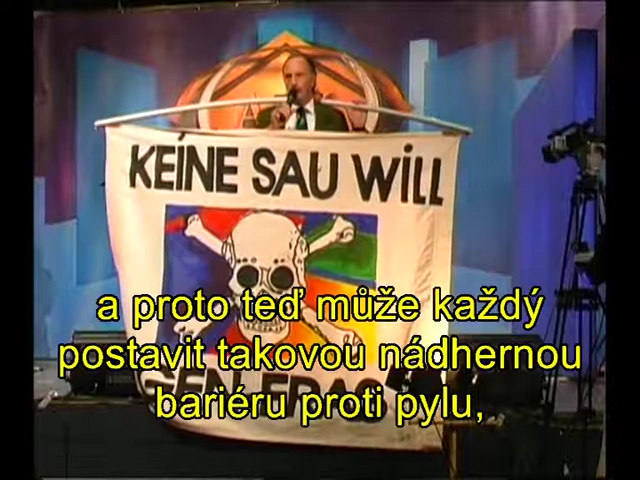 KEINE SAU WILL
a proto teď může každý
postavit takovou nádhernou
bariéru proti pylu,